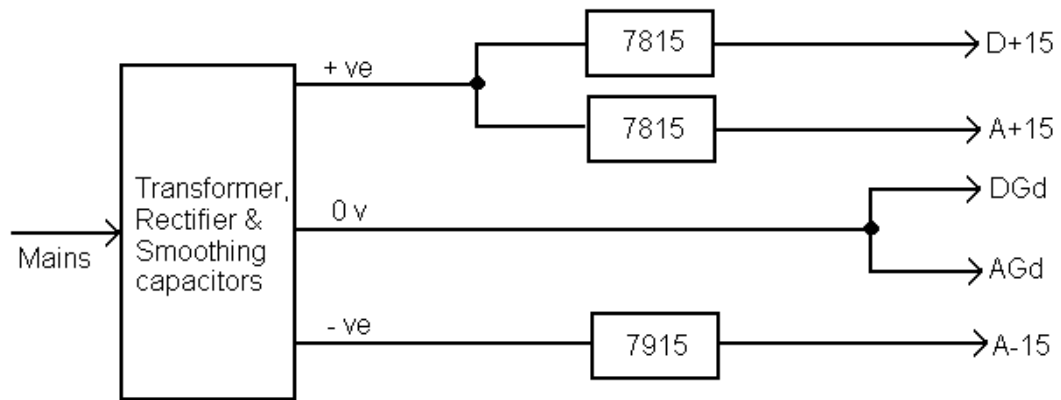 7815
D+15
+ ve
7815
A+15
Transformer,
Rectifier &
Smoothing
capacitors
Mains
0 v
DGd
AGd
- ve
7915
A-15